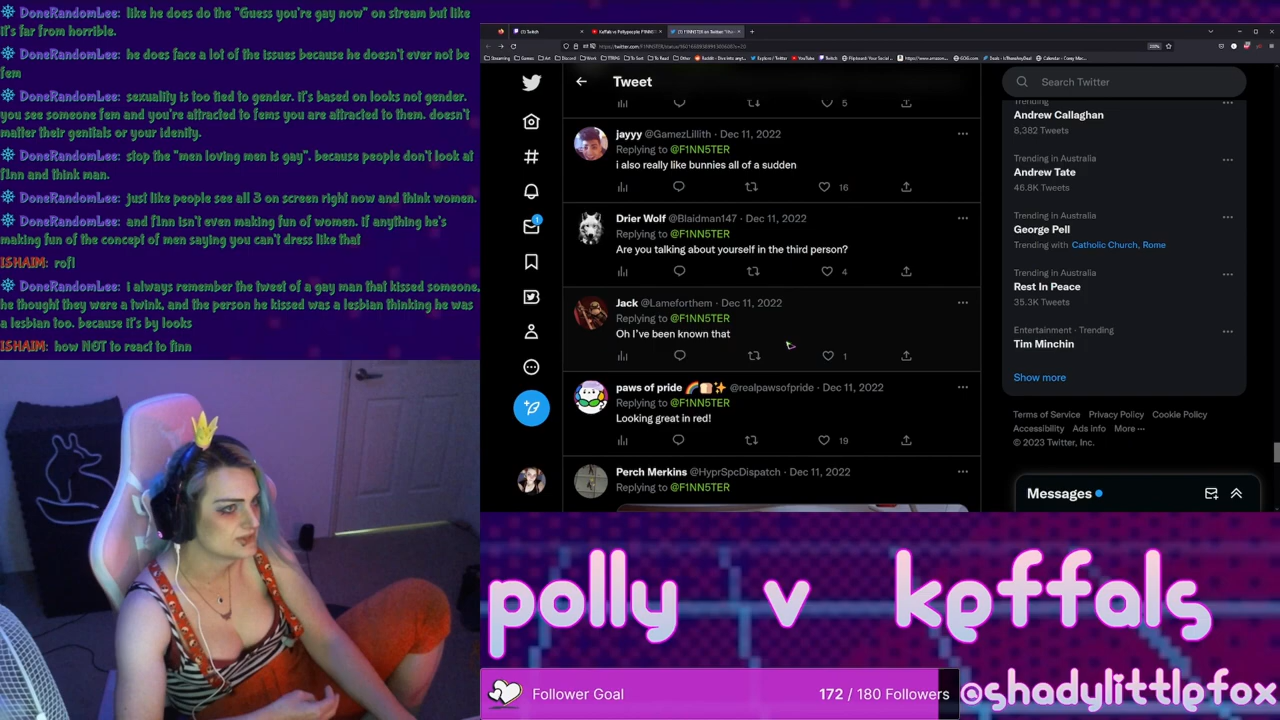 DoneRandomLee: like he does do the "Guess you're gay now" on stream but like
it's far from horrible.
DoneRandomLee: he does face a lot of the issues because he doesn't ever not be
fem
DoneRandomLee: sexuality is too tied to gender. it's based on looks not gender.
you see someone fem and you're attracted to fems you are attracted to them. doesn't
matter their genitals or your idenity.
DoneRandomLee: stop the "men loving men is gay". because people don't look at
f1nn and think man.
DoneRandomLee: just like people see all 3 on screen right now and think women.
DoneRandomLee: and f1nn isn't even making fun of women. If anything he's
making fun of the concept of men saying you can't dress like that
ISHAIM: rofl
DoneRandomLee: I always remember the tweet of a gay man that kissed someone,
he thought they were a twink, and the person he kissed was a lesbian thinking he was
a lesbian too. because it's by looks
ISHAIM: how NOT to react to finn
Twitch
Keffals vs Pollypeople F1NN5T
Tweet
5
jayyy @GamezLillith · Dec 11, 2022
Replying to @F1NN5TER
i also really like bunnies all of a sudden
16
Drier Wolf @Blaidman147 · Dec 11, 2022
Replying to @F1NN5TER
Are you talking about yourself in the third person?
4
Jack @Lameforthem · Dec 11, 2022
Replying to @F1NN5TER
Oh I've been known that
1
paws of pride @realpawsofpride · Dec 11, 2022
Replying to @F1NN5TER
Looking great in red!
19
Perch Merkins @HyprSpcDispatch · Dec 11, 2022
Replying to @F1NN5TER
1
Search Twitter
Trending
Andrew Callaghan
8,382 Tweets
Trending in Australia
Andrew Tate
46.8K Tweets
Trending in Australia
George Pell
Trending with Catholic Church, Rome
Trending in Australia
Rest In Peace
35.3K Tweets
Entertainment · Trending
Tim Minchin
Show more
Terms of Service Privacy Policy Cookie Policy
Accessibility Ads Info More ···
© 2023 Twitter, Inc.
Messages
polly v keffals
Follower Goal 172 / 180 Followers
@shadylittlefox